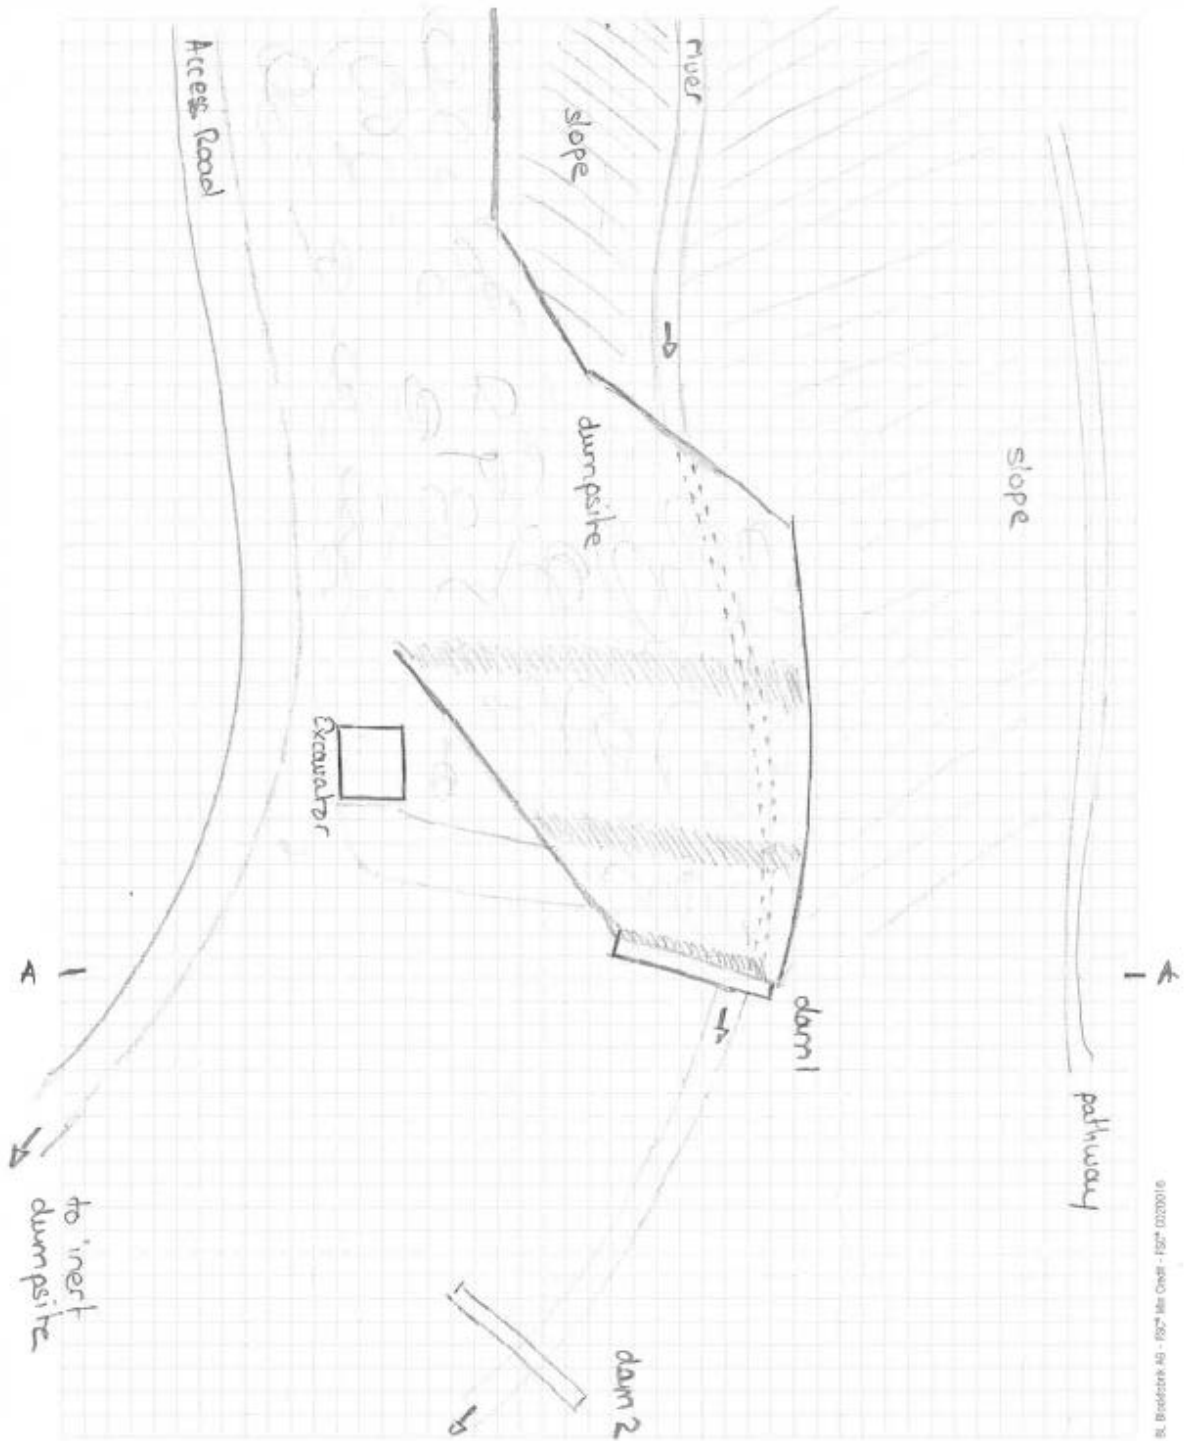 river
Access Road
slope
slope
dumpsite
Excavator
dam 1
A
A
pathway
to inert
dumpsite
dam 2